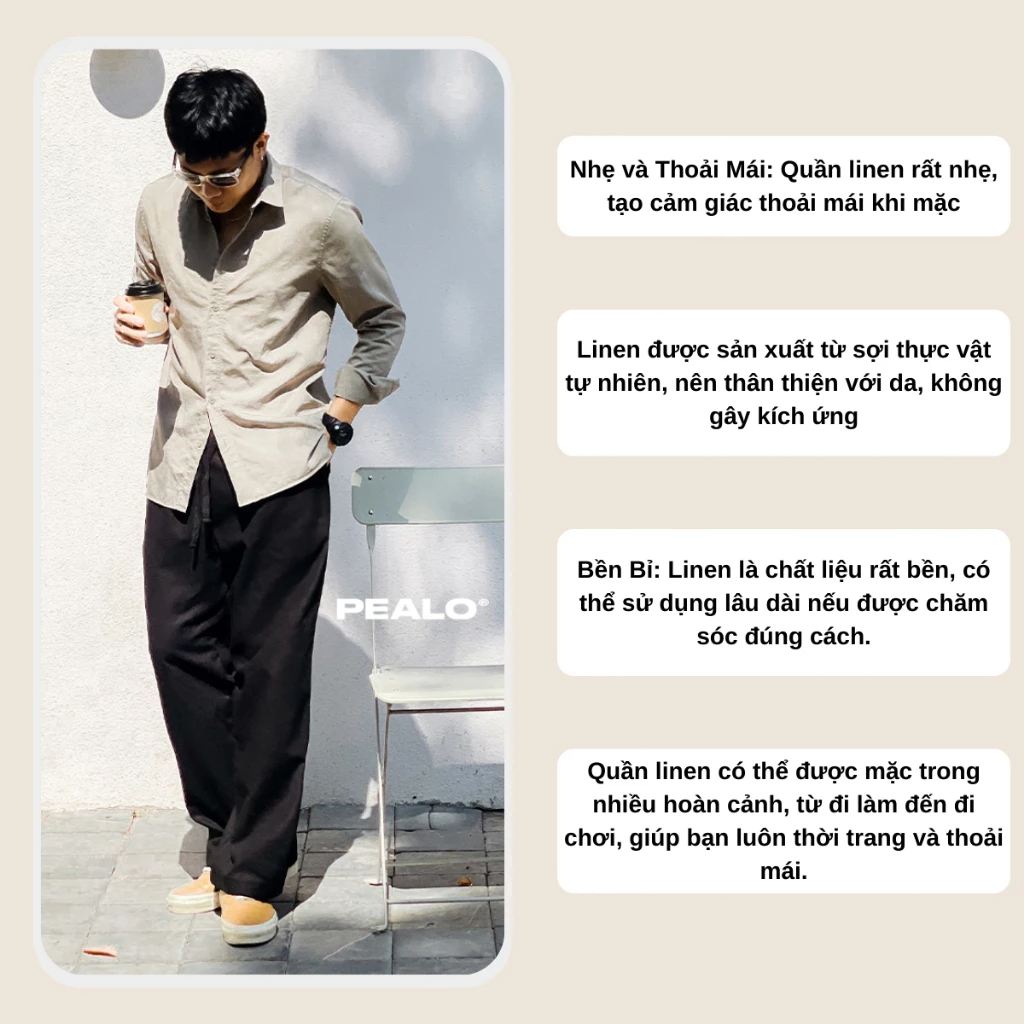 Nhẹ và Thoải Mái: Quần linen rất nhẹ,
tạo cảm giác thoải mái khi mặc
Linen được sản xuất từ sợi thực vật
tự nhiên, nên thân thiện với da, không
gây kích ứng
Bền Bỉ: Linen là chất liệu rất bền, có
thể sử dụng lâu dài nếu được chăm
sóc đúng cách.
Quần linen có thể được mặc trong
nhiều hoàn cảnh, từ đi làm đến đi
chơi, giúp bạn luôn thời trang và thoải
mái.
PEALO®